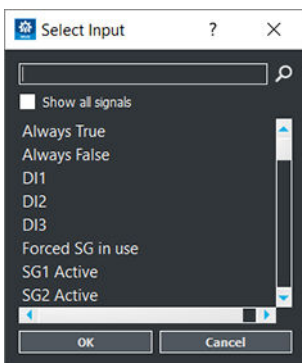 Select Input ?
Show all signals
Always True
Always False
DI1
DI2
DI3
Forced SG in use
SG1 Active
SG2 Active
OK Cancel